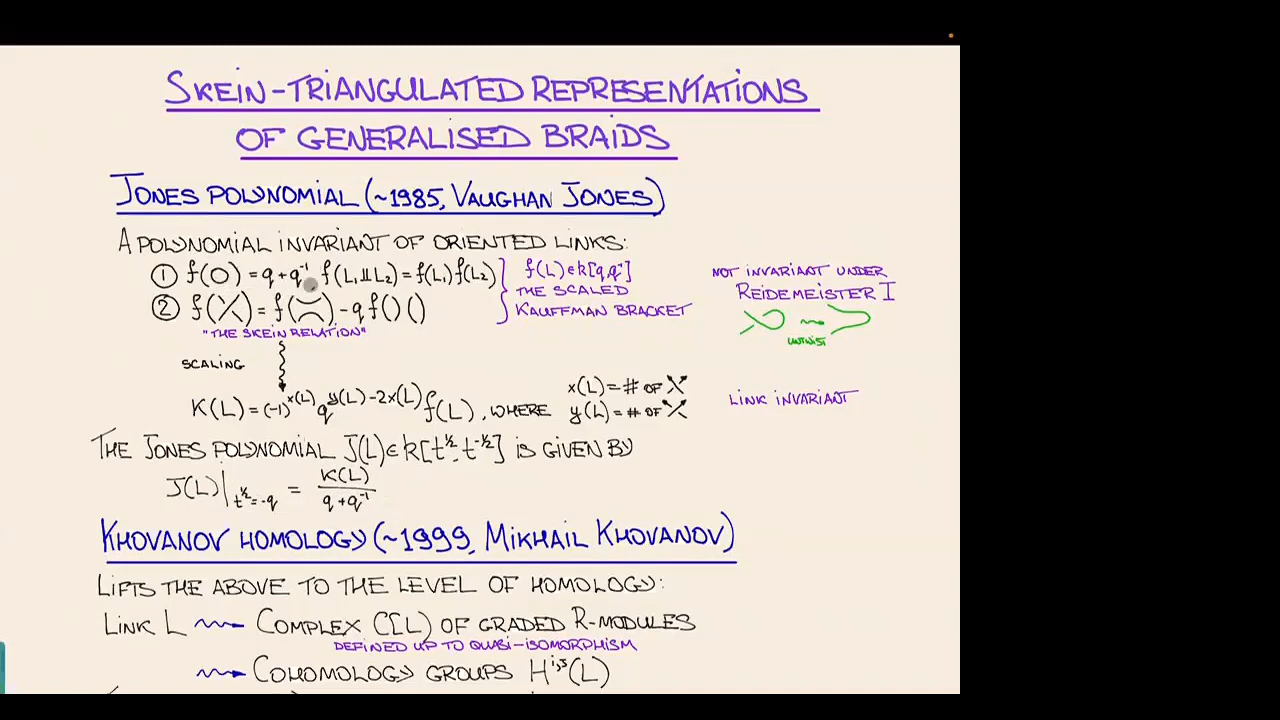 SKEIN-TRIANGULATED REPRESENTATIONS
OF GENERALISED BRAIDS
JONES POLYNOMIAL (~1985, VAUGHAN JONES)
A POLYNOMIAL INVARIANT OF ORIENTED LINKS:
① f(O) = q+q⁻¹ f(L₁⊔L₂)=f(L₁)f(L₂) f(L)∈k[q,q⁻¹]
THE SCALED
KAUFFMAN BRACKET
② f(╳) = f(≍) - q f()()
"THE SKEIN RELATION"
NOT INVARIANT UNDER
REIDEMEISTER I
UNTWIST
SCALING
K(L) = (-1)^x(L) q^y(L)-2x(L) f(L), WHERE
x(L) = # OF ╳
y(L) = # OF ╳
LINK INVARIANT
THE JONES POLYNOMIAL J(L)∈k[t^½, t^-½] IS GIVEN BY
J(L)|t^½=-q = K(L) / q+q⁻¹
KHOVANOV HOMOLOGY (~1999, MIKHAIL KHOVANOV)
LIFTS THE ABOVE TO THE LEVEL OF HOMOLOGY:
LINK L ⇝ COMPLEX C(L) OF GRADED R-MODULES
DEFINED UP TO QUASI-ISOMORPHISM
⇝ COHOMOLOGY GROUPS H^i,j(L)